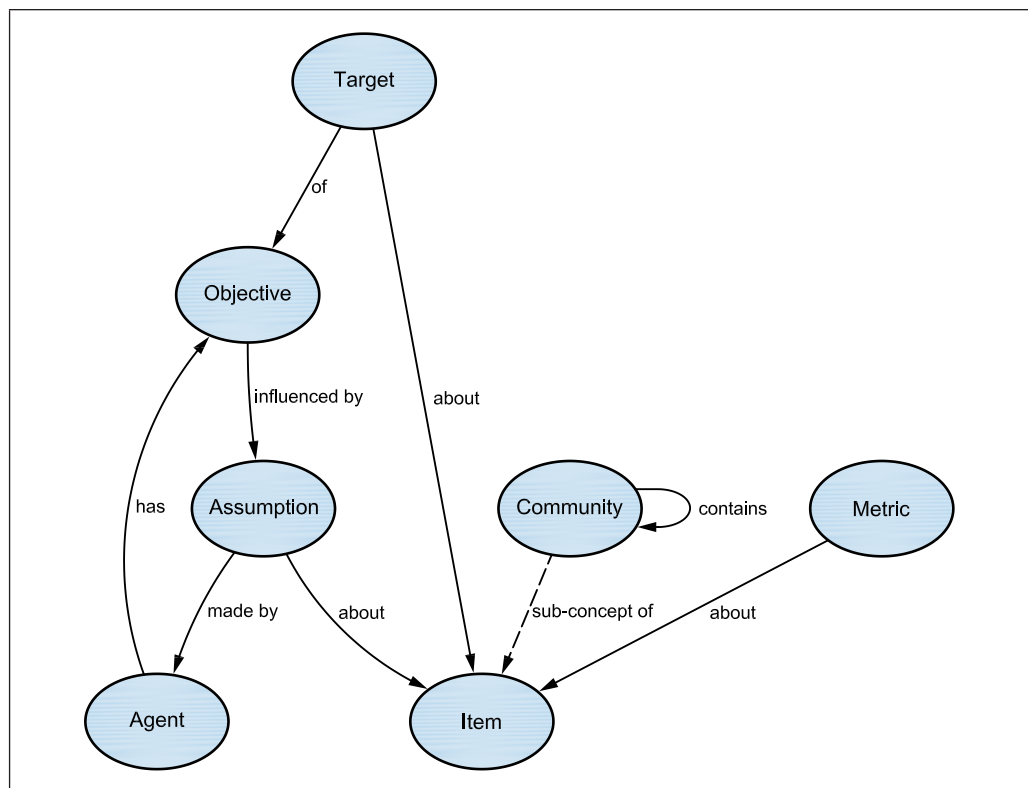 Target
of
Objective
influenced by
about
Assumption
Community
contains
Metric
has
made by
about
sub-concept of
about
Agent
Item